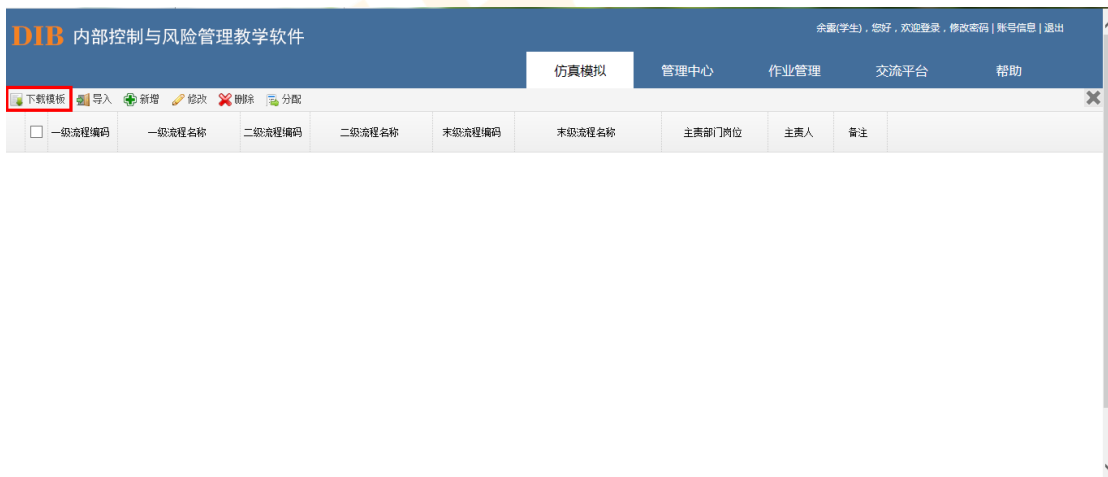 余露(学生)，您好，欢迎登录，修改密码|账号信息|退出
DIB 内部控制与风险管理教学软件
仿真模拟 管理中心 作业管理 交流平台 帮助
下载模板 导入 新增 修改 删除 分配
一级流程编码 一级流程名称 二级流程编码 二级流程名称 末级流程编码 末级流程名称 主责部门岗位 主责人 备注